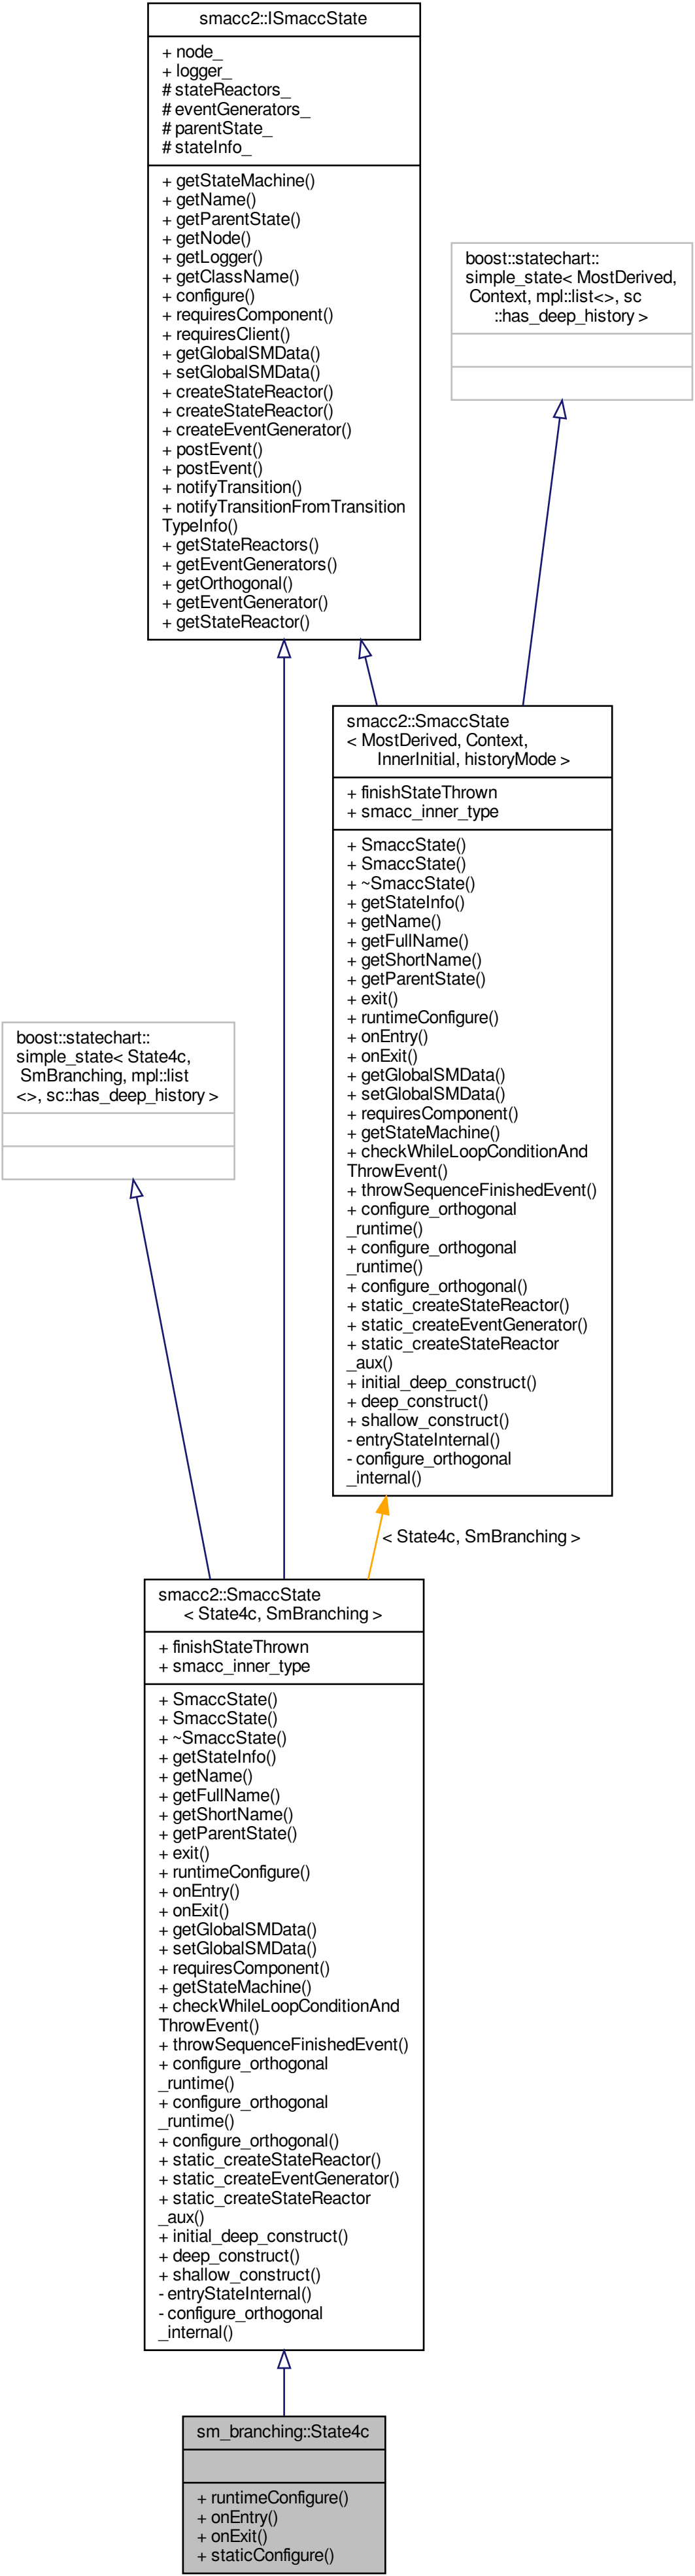 smacc2::ISmaccState
+ node_
+ logger_
# stateReactors_
# eventGenerators_
# parentState_
# stateInfo_
+ getStateMachine()
+ getName()
+ getParentState()
+ getNode()
+ getLogger()
+ getClassName()
+ configure()
+ requiresComponent()
+ requiresClient()
+ getGlobalSMData()
+ setGlobalSMData()
+ createStateReactor()
+ createStateReactor()
+ createEventGenerator()
+ postEvent()
+ postEvent()
+ notifyTransition()
+ notifyTransitionFromTransition
TypeInfo()
+ getStateReactors()
+ getEventGenerators()
+ getOrthogonal()
+ getEventGenerator()
+ getStateReactor()
boost::statechart::
simple_state< MostDerived,
Context, mpl::list<>, sc
::has_deep_history >
smacc2::SmaccState
< MostDerived, Context,
InnerInitial, historyMode >
+ finishStateThrown
+ smacc_inner_type
+ SmaccState()
+ SmaccState()
+ ~SmaccState()
+ getStateInfo()
+ getName()
+ getFullName()
+ getShortName()
+ getParentState()
+ exit()
+ runtimeConfigure()
+ onEntry()
+ onExit()
+ getGlobalSMData()
+ setGlobalSMData()
+ requiresComponent()
+ getStateMachine()
+ checkWhileLoopConditionAnd
ThrowEvent()
+ throwSequenceFinishedEvent()
+ configure_orthogonal
_runtime()
+ configure_orthogonal
_runtime()
+ configure_orthogonal()
+ static_createStateReactor()
+ static_createEventGenerator()
+ static_createStateReactor
_aux()
+ initial_deep_construct()
+ deep_construct()
+ shallow_construct()
- entryStateInternal()
- configure_orthogonal
_internal()
boost::statechart::
simple_state< State4c,
SmBranching, mpl::list
<>, sc::has_deep_history >
< State4c, SmBranching >
smacc2::SmaccState
< State4c, SmBranching >
+ finishStateThrown
+ smacc_inner_type
+ SmaccState()
+ SmaccState()
+ ~SmaccState()
+ getStateInfo()
+ getName()
+ getFullName()
+ getShortName()
+ getParentState()
+ exit()
+ runtimeConfigure()
+ onEntry()
+ onExit()
+ getGlobalSMData()
+ setGlobalSMData()
+ requiresComponent()
+ getStateMachine()
+ checkWhileLoopConditionAnd
ThrowEvent()
+ throwSequenceFinishedEvent()
+ configure_orthogonal
_runtime()
+ configure_orthogonal
_runtime()
+ configure_orthogonal()
+ static_createStateReactor()
+ static_createEventGenerator()
+ static_createStateReactor
_aux()
+ initial_deep_construct()
+ deep_construct()
+ shallow_construct()
- entryStateInternal()
- configure_orthogonal
_internal()
sm_branching::State4c
+ runtimeConfigure()
+ onEntry()
+ onExit()
+ staticConfigure()